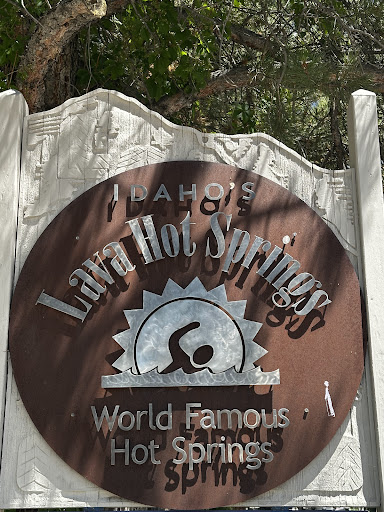 IDAHO'S
Lava Hot Springs
World Famous
Hot Springs